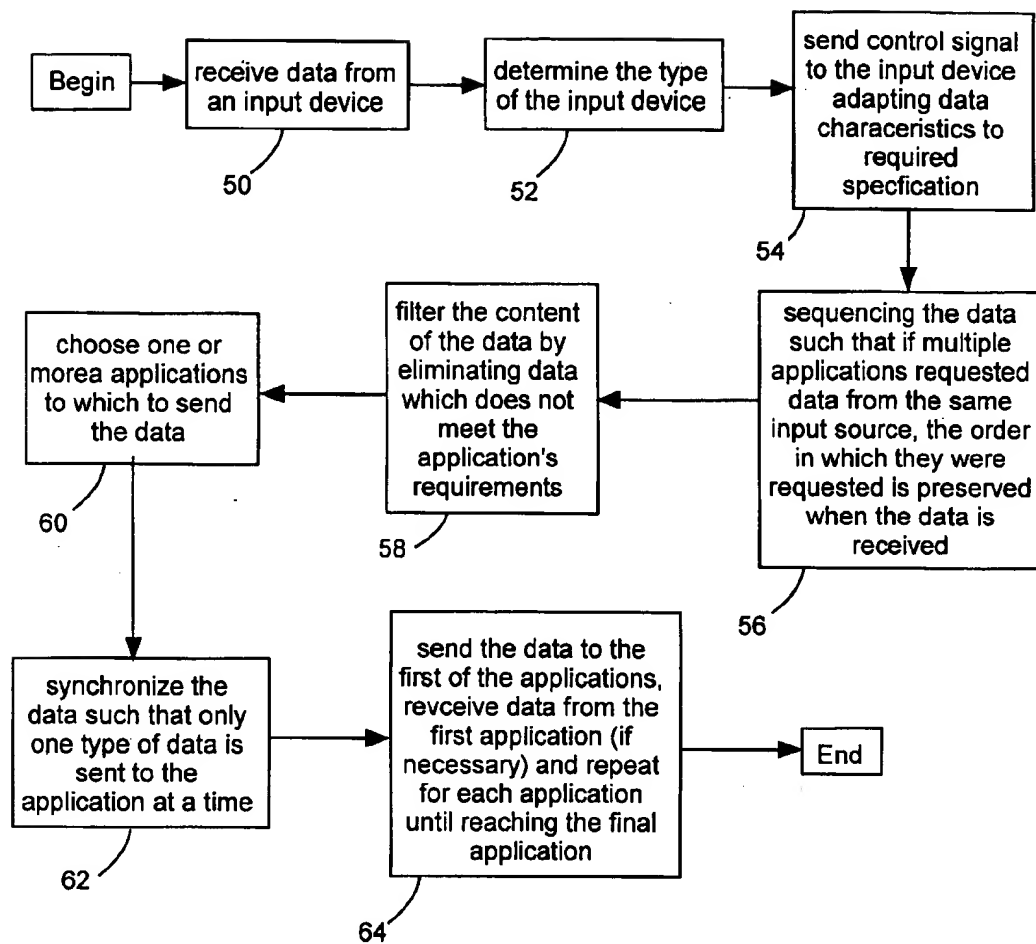 Begin
receive data from
an input device
50
determine the type
of the input device
52
send control signal
to the input device
adapting data
characeristics to
required
specfication
54
sequencing the data
such that if multiple
applications requested
data from the same
input source, the order
in which they were
requested is preserved
when the data is
received
56
filter the content
of the data by
eliminating data
which does not
meet the
application's
requirements
58
choose one or
morea applications
to which to send
the data
60
synchronize the
data such that only
one type of data is
sent to the
application at a time
62
send the data to the
first of the applications,
revceive data from the
first application (if
necessary) and repeat
for each application
until reaching the final
application
64
End